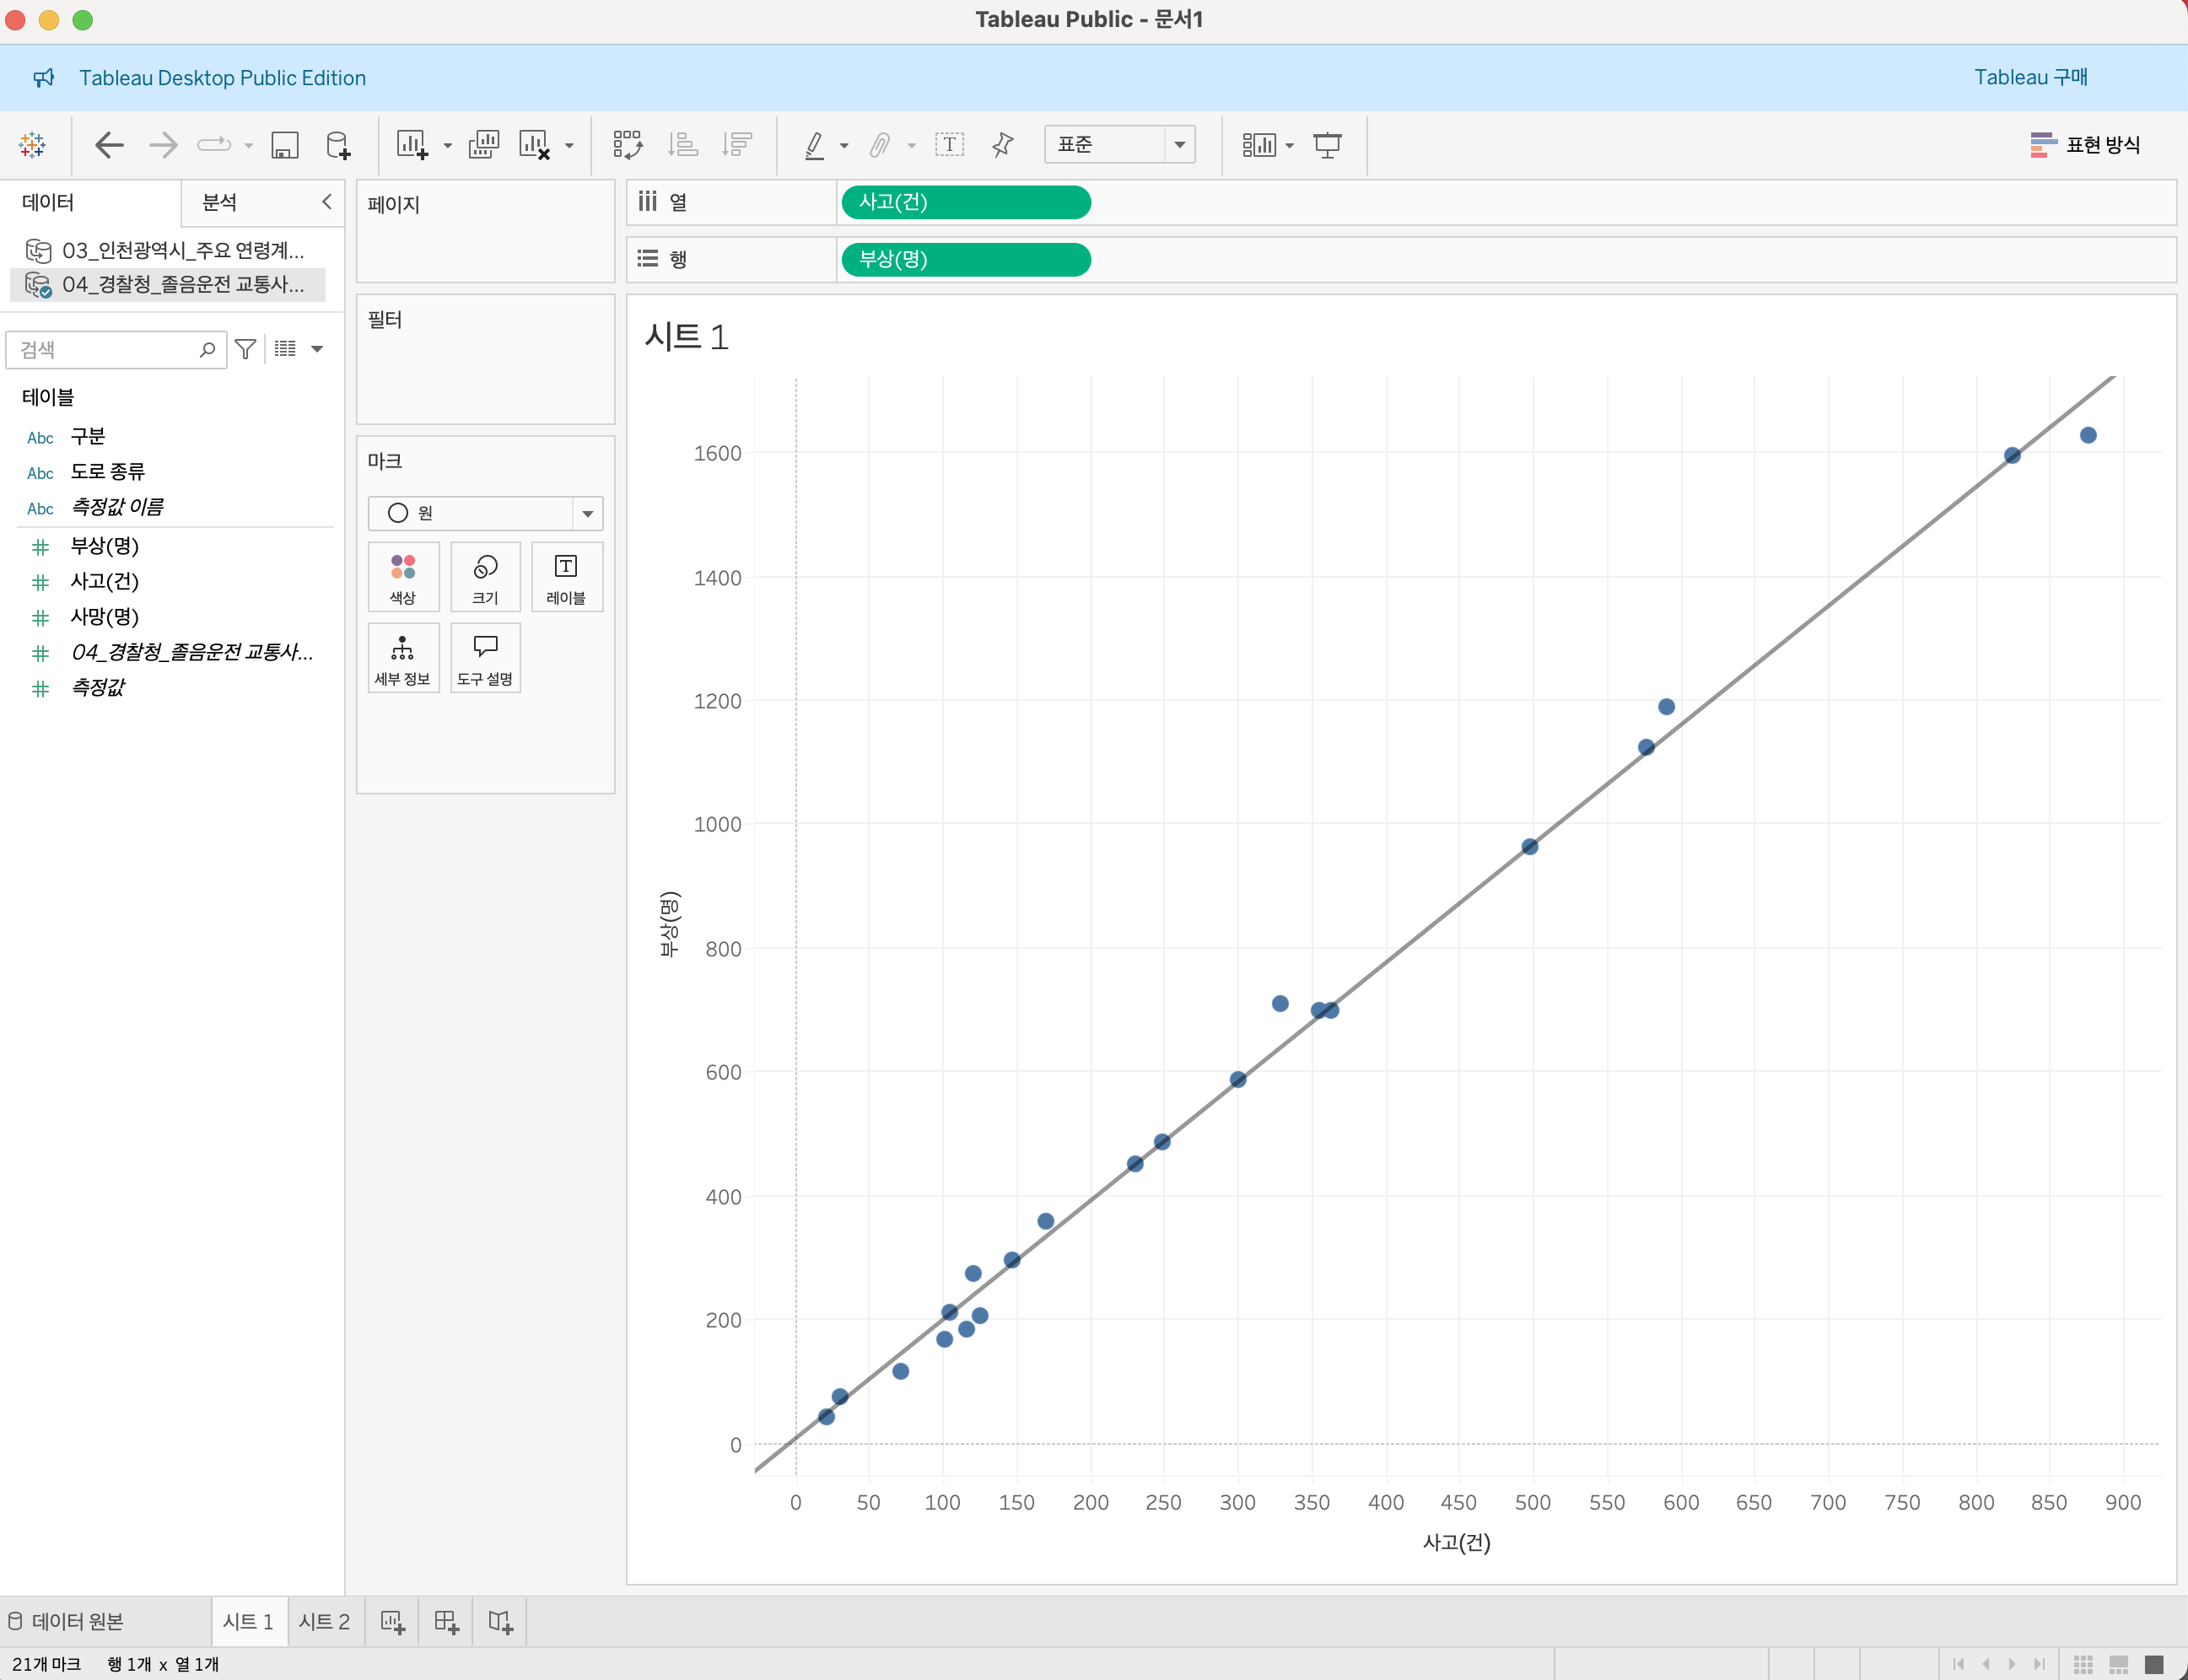 Tableau Public - 문서1
Tableau Desktop Public Edition
Tableau 구매
표준
표현 방식
데이터
분석
03_인천광역시_주요 연령계...
04_경찰청_졸음운전 교통사...
검색
테이블
Abc 구분
Abc 도로 종류
Abc 측정값 이름
부상(명)
사고(건)
사망(명)
04_경찰청_졸음운전 교통사...
측정값
페이지
필터
마크
원
색상
크기
T
레이블
세부 정보
도구 설명
열
사고(건)
행
부상(명)
시트 1
1600
1400
1200
1000
800
600
400
200
0
부상(명)
0 50 100 150 200 250 300 350 400 450 500 550 600 650 700 750 800 850 900
사고(건)
데이터 원본
시트 1
시트 2
21개 마크 행 1개 x 열 1개